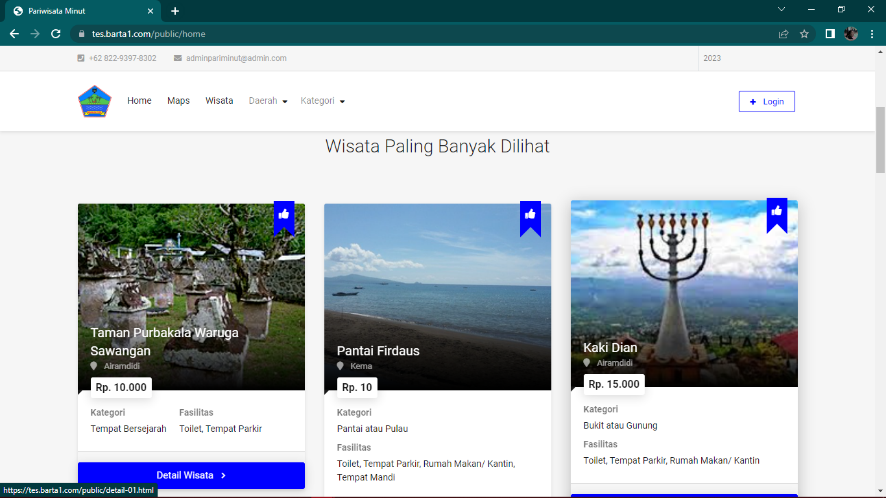 Pariwisata Minut
tes.barta1.com/public/home
+62 822-9397-8302
adminpariminut@admin.com
2023
Home
Maps
Wisata
Daerah
Kategori
+ Login
Wisata Paling Banyak Dilihat
Taman Purbakala Waruga
Sawangan
Airamdidi
Rp. 10.000
Kategori
Fasilitas
Tempat Bersejarah
Toilet, Tempat Parkir
Detail Wisata
Pantai Firdaus
Kema
Rp. 10
Kategori
Pantai atau Pulau
Fasilitas
Toilet, Tempat Parkir, Rumah Makan/ Kantin,
Tempat Mandi
Kaki Dian
Airamdidi
Rp. 15.000
Kategori
Bukit atau Gunung
Fasilitas
Toilet, Tempat Parkir, Rumah Makan/ Kantin
https://tes.barta1.com/public/detail-01.html